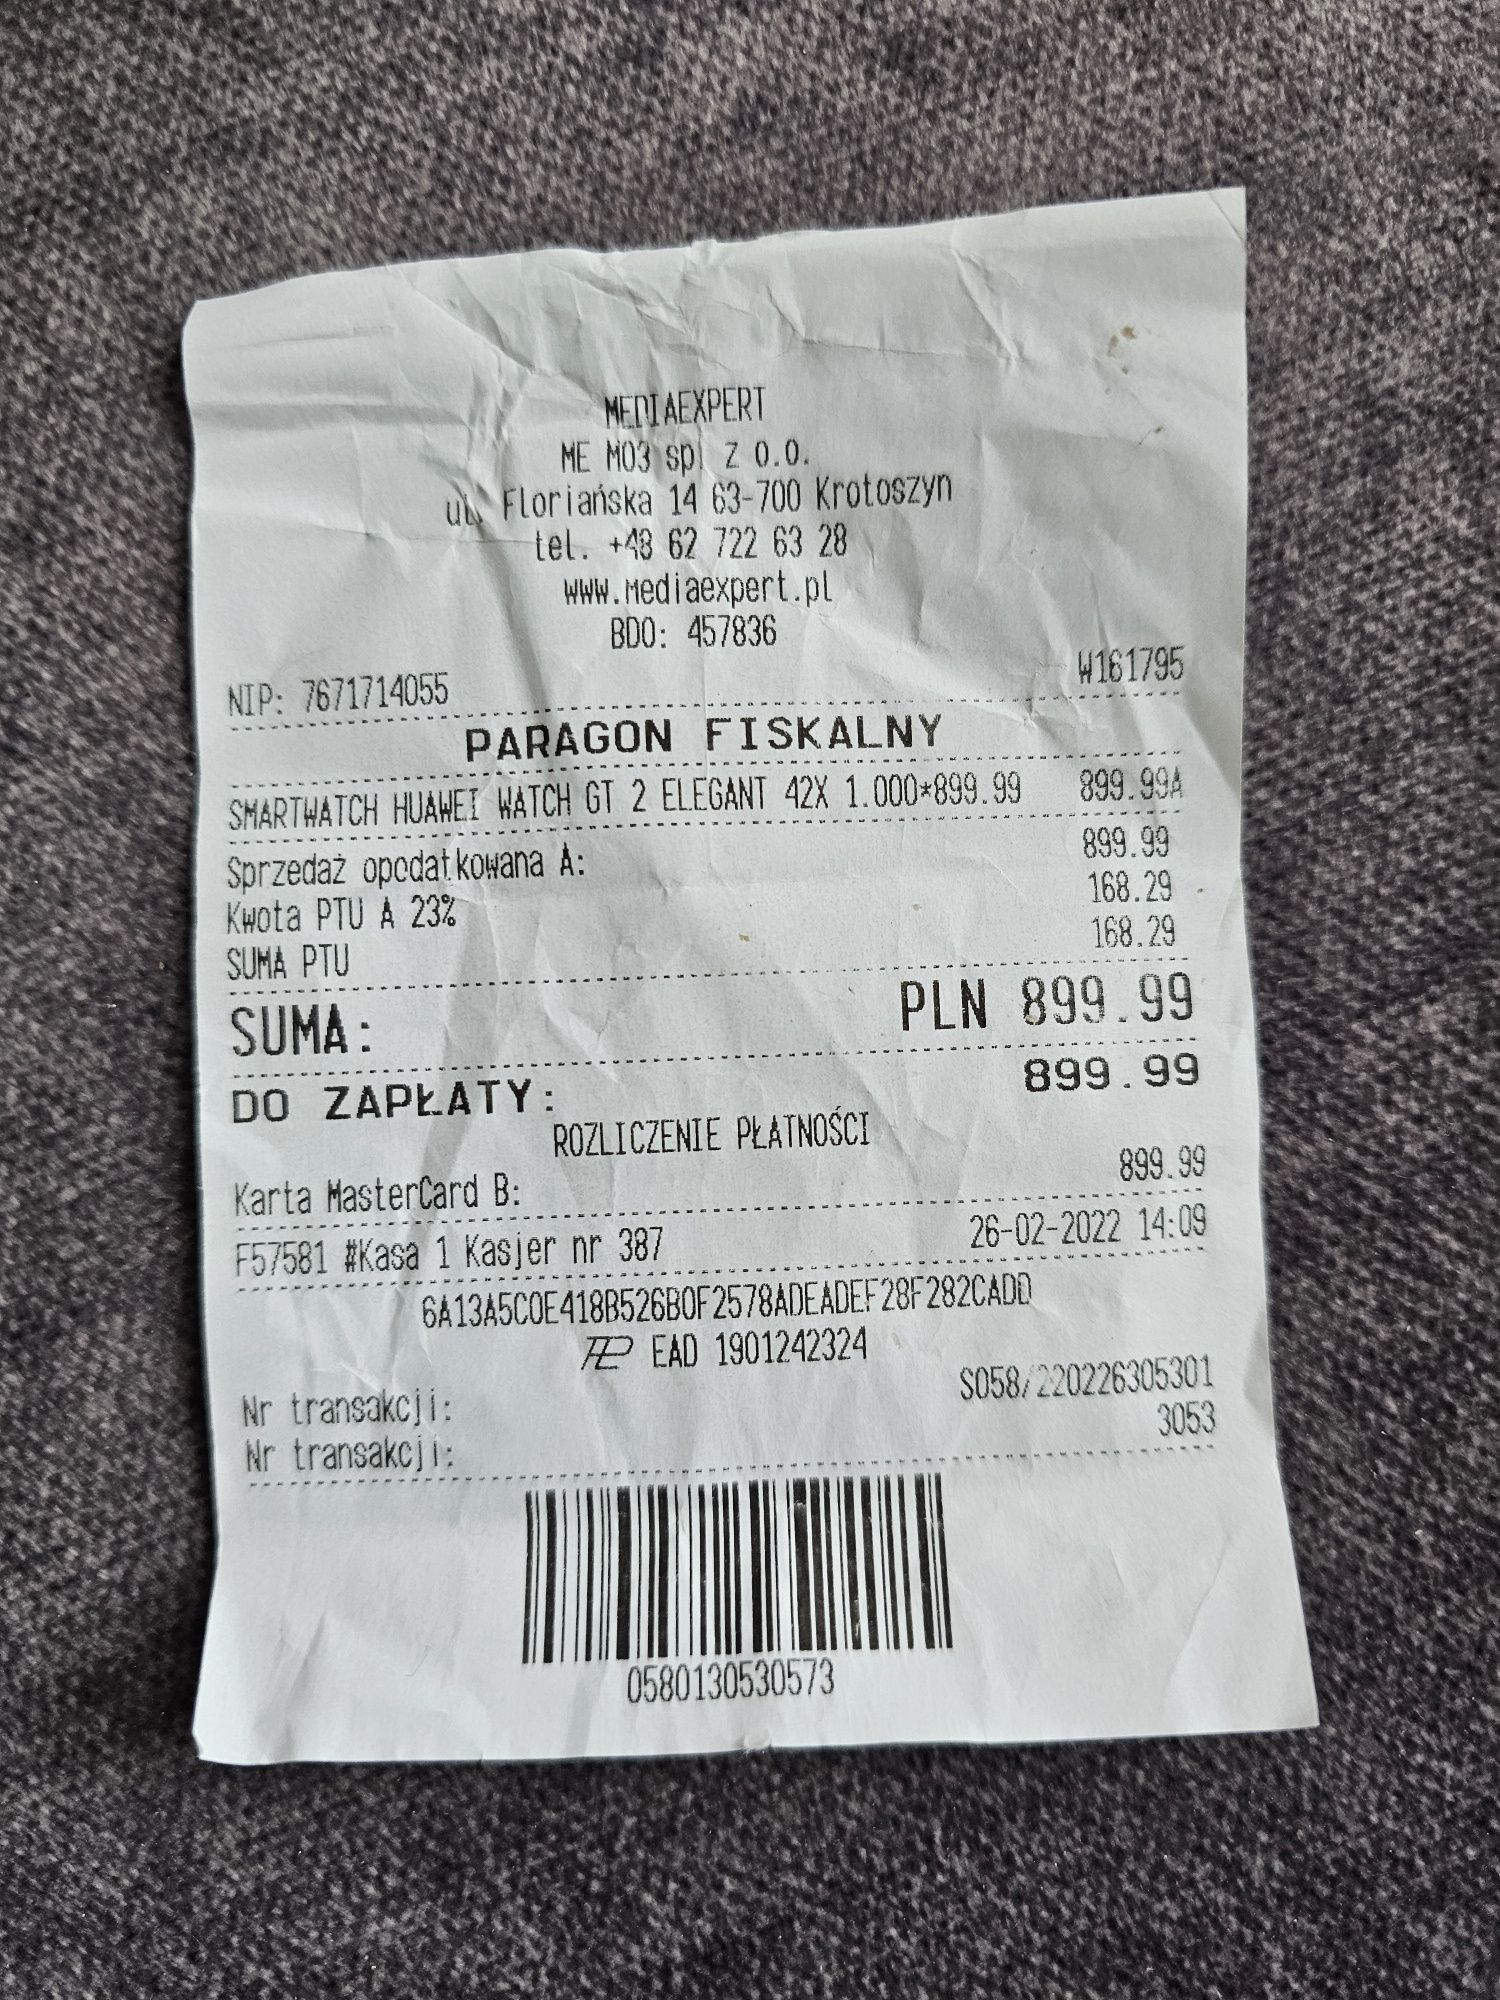 MEDIAEXPERT
ME M03 sp. z o.o.
ul. Floriańska 14 63-700 Krotoszyn
tel. +48 62 722 63 28
www.mediaexpert.pl
BDO: 457836
NIP: 7671714055 W161795
PARAGON FISKALNY
SMARTWATCH HUAWEI WATCH GT 2 ELEGANT 42X 1.000*899.99 899.99A
Sprzedaż opodatkowana A: 899.99
Kwota PTU A 23% 168.29
SUMA PTU 168.29
SUMA: PLN 899.99
DO ZAPŁATY: 899.99
ROZLICZENIE PŁATNOŚCI
Karta MasterCard B: 899.99
F57581 #Kasa 1 Kasjer nr 387 26-02-2022 14:09
6A13A5C0E418B526B0F2578ADEADEF28F282CADD
EAD 1901242324
Nr transakcji: S058/220226305301
Nr transakcji: 3053
0580130530573